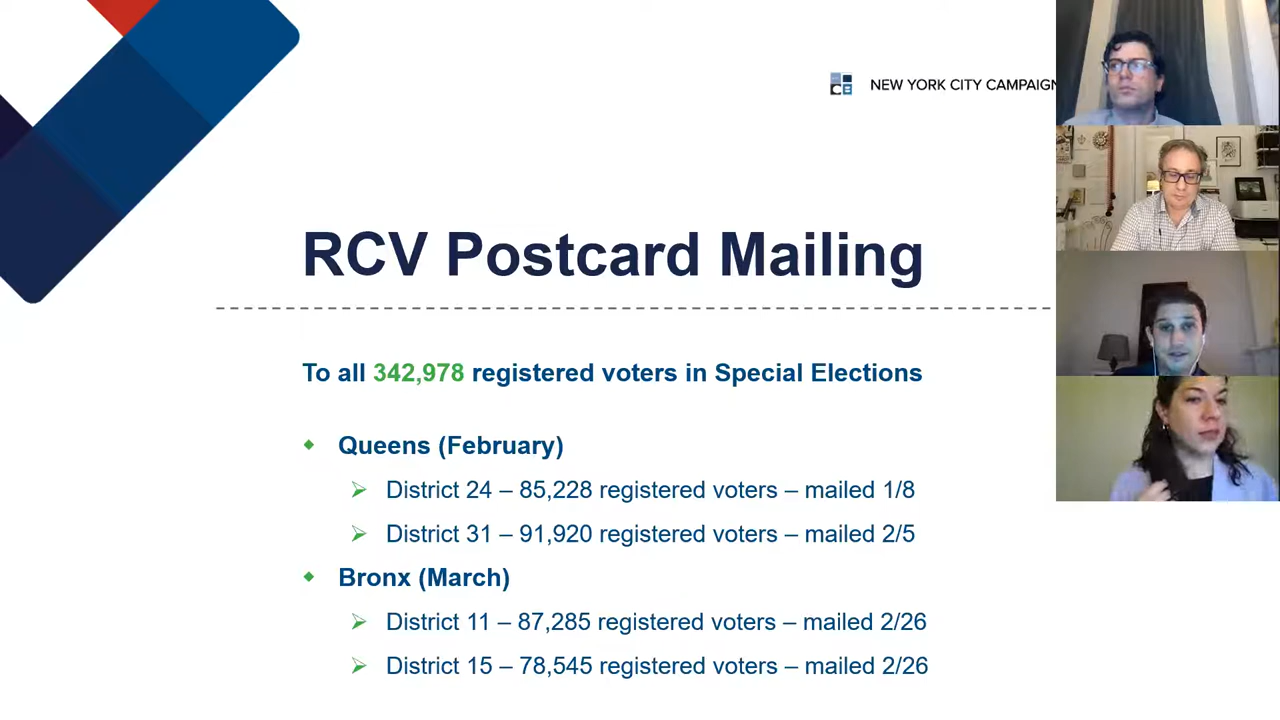 CE
NEW YORK CITY CAMPAIGN
RCV Postcard Mailing
To all 342,978 registered voters in Special Elections
Queens (February)
District 24 – 85,228 registered voters – mailed 1/8
District 31 – 91,920 registered voters – mailed 2/5
Bronx (March)
District 11 – 87,285 registered voters – mailed 2/26
District 15 – 78,545 registered voters – mailed 2/26